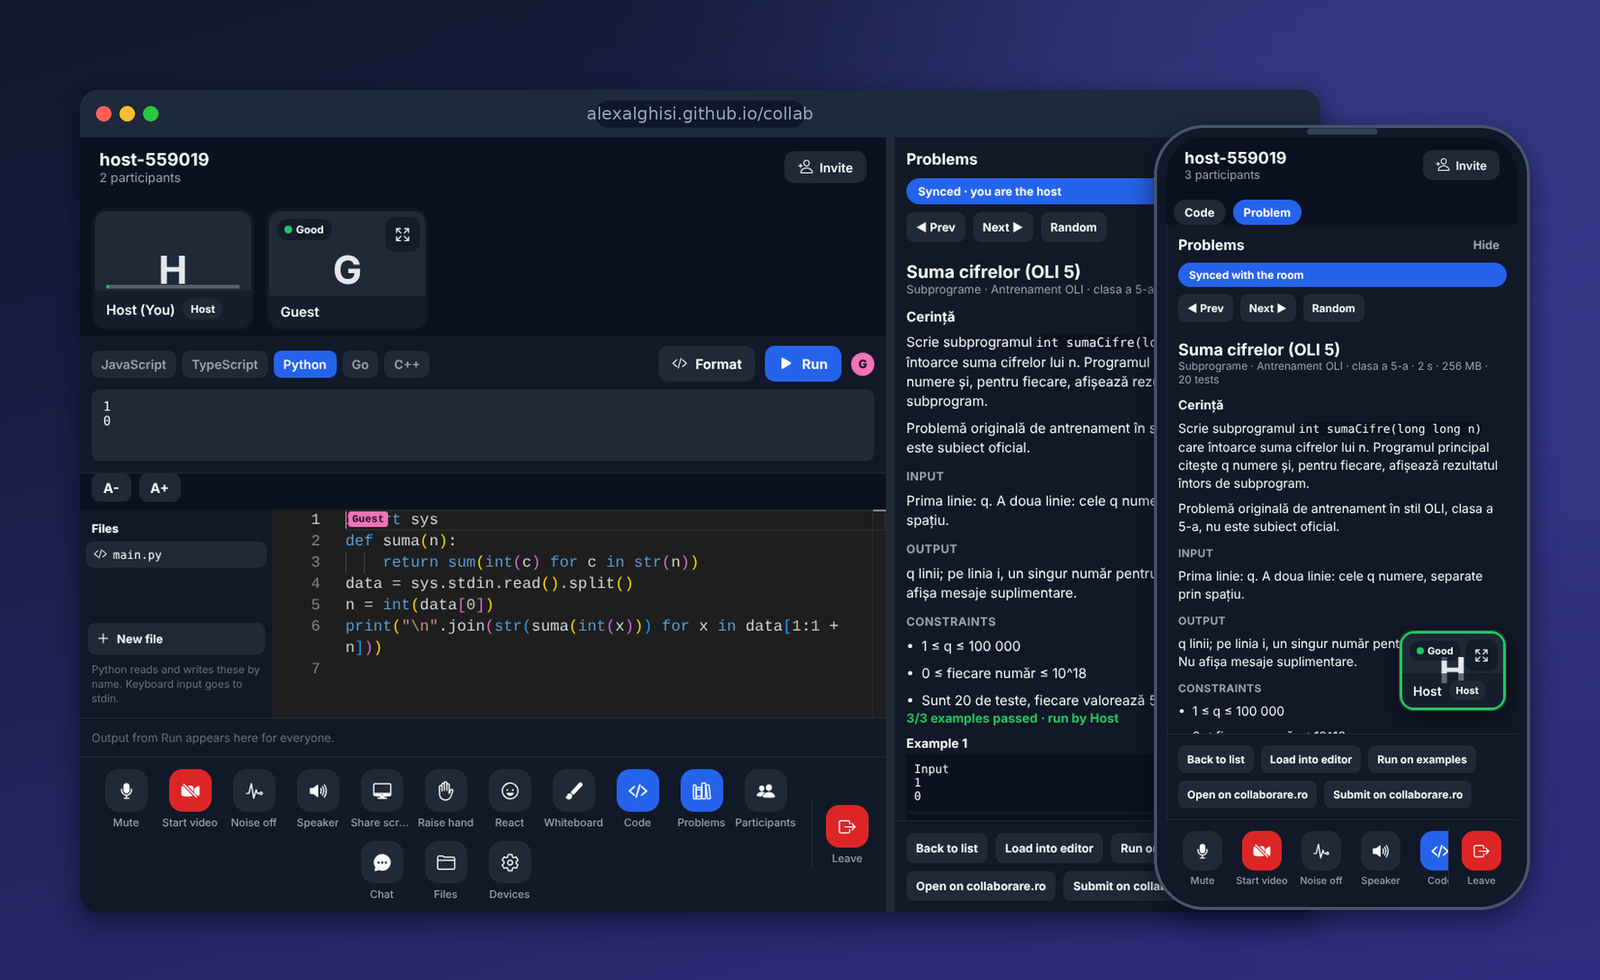 alexalghisi.github.io/collab
host-559019
2 participants
Invite
H
Host (You) Host
Good
G
Guest
JavaScript TypeScript Python Go C++
Format Run G
1
0
A- A+
Files
main.py
New file
Python reads and writes these by
name. Keyboard input goes to
stdin.
Guest
1 t sys
2 def suma(n):
3 return sum(int(c) for c in str(n))
4 data = sys.stdin.read().split()
5 n = int(data[0])
6 print("\n".join(str(suma(int(x))) for x in data[1:1 +
n]))
7
Output from Run appears here for everyone.
Mute Start video Noise off Speaker Share scr... Raise hand React Whiteboard Code Problems Participants
Chat Files Devices
Leave
Problems
Synced · you are the host
◀ Prev Next ▶ Random
Suma cifrelor (OLI 5)
Subprograme · Antrenament OLI · clasa a 5-a
Cerință
Scrie subprogramul int sumaCifre(lo
întoarce suma cifrelor lui n. Programul
numere și, pentru fiecare, afișează rez
subprogram.
Problemă originală de antrenament în s
este subiect oficial.
INPUT
Prima linie: q. A doua linie: cele q nume
spațiu.
OUTPUT
q linii; pe linia i, un singur număr pentru
afișa mesaje suplimentare.
CONSTRAINTS
• 1 ≤ q ≤ 100 000
• 0 ≤ fiecare număr ≤ 10^18
• Sunt 20 de teste, fiecare valorează 5
3/3 examples passed · run by Host
Example 1
Input
1
0
Back to list Load into editor Run o
Open on collaborare.ro Submit on colla
host-559019
3 participants
Invite
Code Problem
Problems Hide
Synced with the room
◀ Prev Next ▶ Random
Suma cifrelor (OLI 5)
Subprograme · Antrenament OLI · clasa a 5-a · 2 s · 256 MB ·
20 tests
Cerință
Scrie subprogramul int sumaCifre(long long n)
care întoarce suma cifrelor lui n. Programul principal
citește q numere și, pentru fiecare, afișează rezultatul
întors de subprogram.
Problemă originală de antrenament în stil OLI, clasa a
5-a, nu este subiect oficial.
INPUT
Prima linie: q. A doua linie: cele q numere, separate
prin spațiu.
OUTPUT
q linii; pe linia i, un singur număr pent
Nu afișa mesaje suplimentare.
CONSTRAINTS
• 1 ≤ q ≤ 100 000
Good
H
Host Host
Back to list Load into editor Run on examples
Open on collaborare.ro Submit on collaborare.ro
Mute Start video Noise off Speaker Code Leave